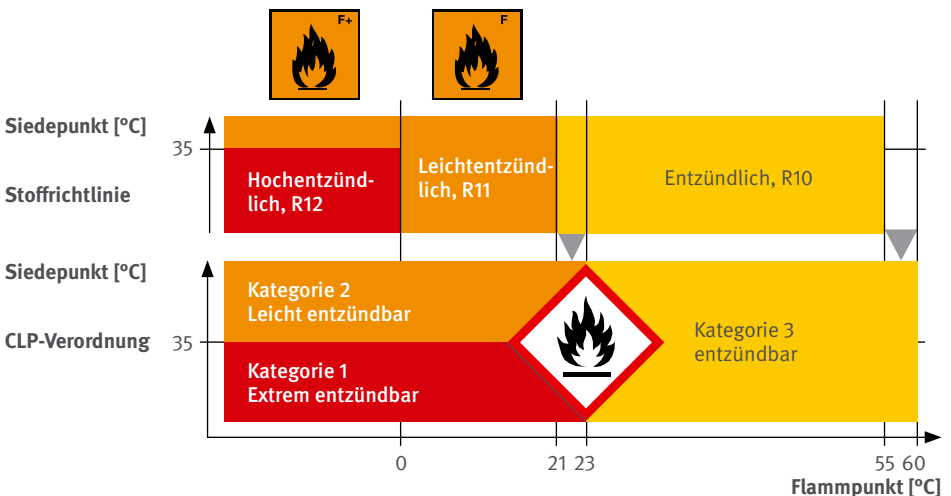 F+
F
Siedepunkt [°C]
35
Stoffrichtlinie
Hochentzünd-
lich, R12
Leichtentzünd-
lich, R11
Entzündlich, R10
Siedepunkt [°C]
CLP-Verordnung
35
Kategorie 2
Leicht entzündbar
Kategorie 1
Extrem entzündbar
Kategorie 3
entzündbar
0
21 23
55 60
Flammpunkt [°C]